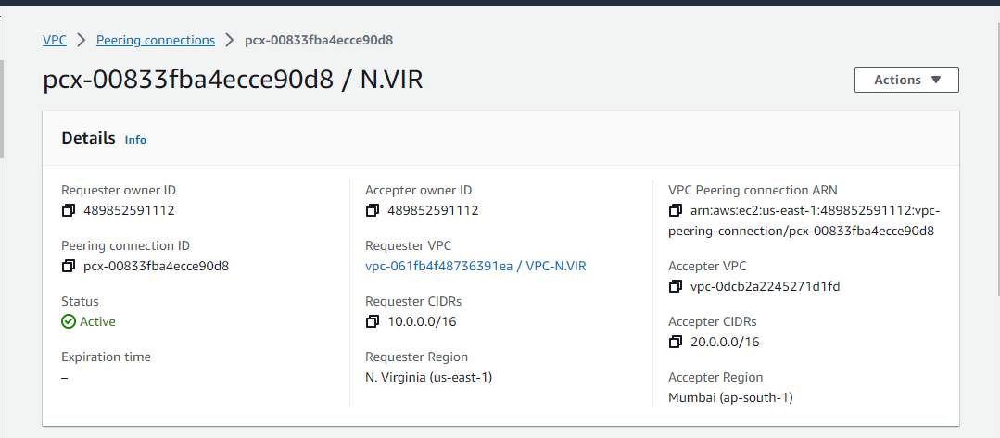 VPC > Peering connections > pcx-00833fba4ecce90d8
pcx-00833fba4ecce90d8 / N.VIR
Actions ▼
Details Info
Requester owner ID
489852591112
Peering connection ID
pcx-00833fba4ecce90d8
Status
Active
Expiration time
–
Accepter owner ID
489852591112
Requester VPC
vpc-061fb4f48736391ea / VPC-N.VIR
Requester CIDRs
10.0.0.0/16
Requester Region
N. Virginia (us-east-1)
VPC Peering connection ARN
arn:aws:ec2:us-east-1:489852591112:vpc-
peering-connection/pcx-00833fba4ecce90d8
Accepter VPC
vpc-0dcb2a2245271d1fd
Accepter CIDRs
20.0.0.0/16
Accepter Region
Mumbai (ap-south-1)